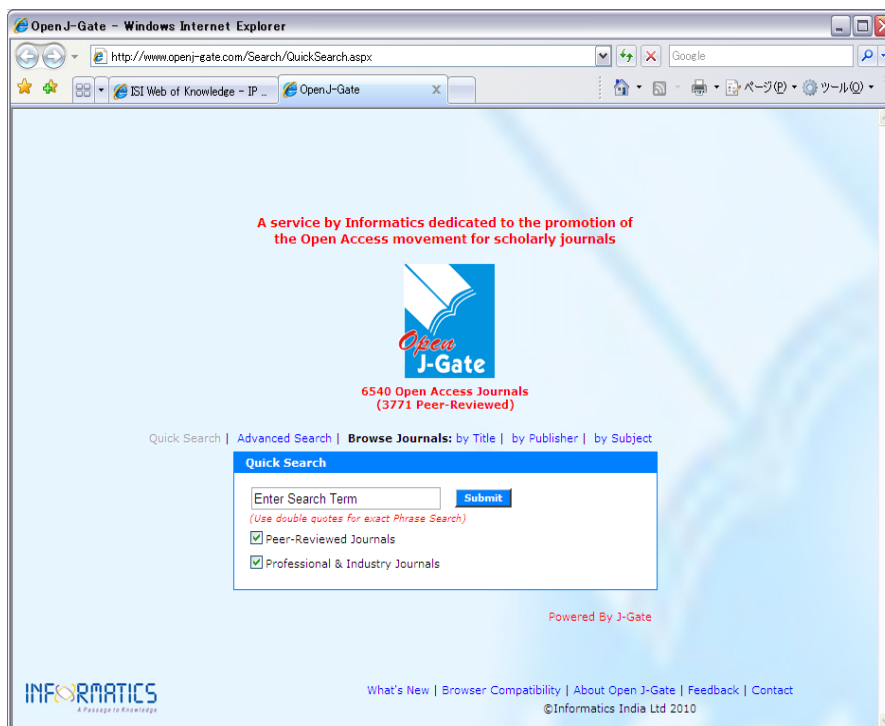 Open J-Gate - Windows Internet Explorer
http://www.openj-gate.com/Search/QuickSearch.aspx
Google
ISI Web of Knowledge - IP ...
Open J-Gate
X
ページ(P)
ツール(O)
A service by Informatics dedicated to the promotion of
the Open Access movement for scholarly journals
Open
J-Gate
6540 Open Access Journals
(3771 Peer-Reviewed)
Quick Search | Advanced Search | Browse Journals: by Title | by Publisher | by Subject
Quick Search
Enter Search Term
Submit
(Use double quotes for exact Phrase Search)
Peer-Reviewed Journals
Professional & Industry Journals
Powered By J-Gate
INFORMATICS
A Passage to Knowledge
What's New | Browser Compatibility | About Open J-Gate | Feedback | Contact
©Informatics India Ltd 2010